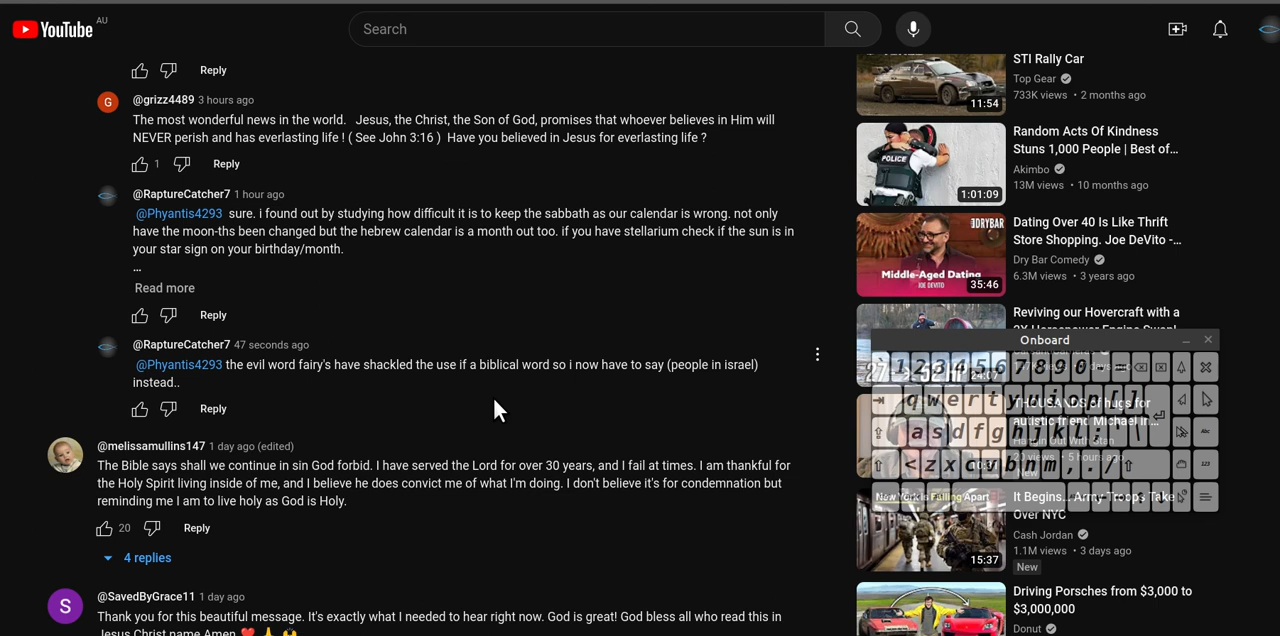 YouTube AU
Search
Reply
G
@grizz4489 3 hours ago
The most wonderful news in the world. Jesus, the Christ, the Son of God, promises that whoever believes in Him will
NEVER perish and has everlasting life ! ( See John 3:16 ) Have you believed in Jesus for everlasting life ?
1 Reply
@RaptureCatcher7 1 hour ago
@Phyantis4293 sure. i found out by studying how difficult it is to keep the sabbath as our calendar is wrong. not only
have the moon-ths been changed but the hebrew calendar is a month out too. if you have stellarium check if the sun is in
your star sign on your birthday/month.
...
Read more
Reply
@RaptureCatcher7 47 seconds ago
@Phyantis4293 the evil word fairy's have shackled the use if a biblical word so i now have to say (people in israel)
instead..
Reply
@melissamullins147 1 day ago (edited)
The Bible says shall we continue in sin God forbid. I have served the Lord for over 30 years, and I fail at times. I am thankful for
the Holy Spirit living inside of me, and I believe he does convict me of what I'm doing. I don't believe it's for condemnation but
reminding me I am to live holy as God is Holy.
20 Reply
4 replies
S
@SavedByGrace11 1 day ago
Thank you for this beautiful message. It's exactly what I needed to hear right now. God is great! God bless all who read this in
Jesus Christ name Amen
STI Rally Car
Top Gear
733K views • 2 months ago
11:54
Random Acts Of Kindness
Stuns 1,000 People | Best of...
Akimbo
13M views • 10 months ago
POLICE
1:01:09
Dating Over 40 Is Like Thrift
Store Shopping. Joe DeVito -...
Dry Bar Comedy
6.3M views • 3 years ago
DRYBAR
Middle-Aged Dating
JOE DEVITO
35:46
Reviving our Hovercraft with a
Onboard
24:07
1 2 3 4 5 6 7 8 9 0
q w e r t y u i o p [ ]
a s d f g h j k l ; ' \
< z x c v b n m , . /
Abc
123
THOUSANDS of hugs for
autistic friend Michael in...
Hangin Out With Stan
views • 5 hours ago
New
It Begins... Army Troops Take
Over NYC
Cash Jordan
1.1M views • 3 days ago
New
New York is Falling Apart
15:37
Driving Porsches from $3,000 to
$3,000,000
Donut